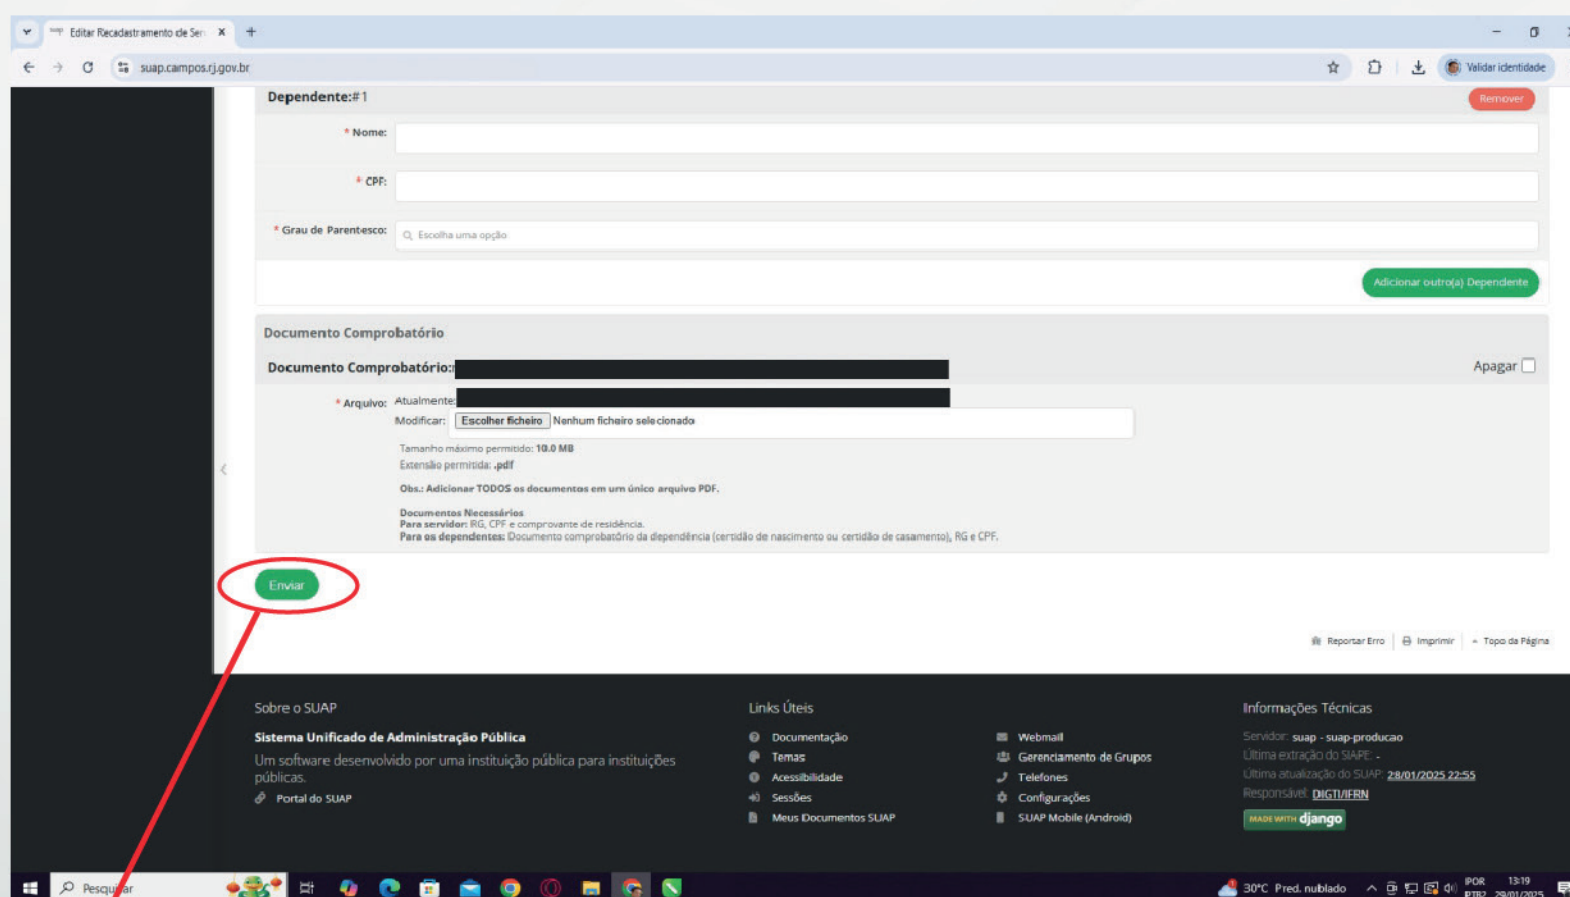 Editar Recadastramento de Ser
suap.campos.rj.gov.br
Validar identidade
Dependente:#1
Remover
* Nome:
* CPF:
* Grau de Parentesco:
Escolha uma opção
Adicionar outro(a) Dependente
Documento Comprobatório
Documento Comprobatório:
Apagar
* Arquivo:
Atualmente:
Modificar:
Escolher ficheiro
Nenhum ficheiro selecionado
Tamanho máximo permitido: 10.0 MB
Extensão permitida: .pdf
Obs.: Adicionar TODOS os documentos em um único arquivo PDF.
Documentos Necessários
Para servidor: RG, CPF e comprovante de residência.
Para os dependentes: Documento comprobatório da dependência (certidão de nascimento ou certidão de casamento), RG e CPF.
Enviar
Reportar Erro
Imprimir
Topo da Página
Sobre o SUAP
Sistema Unificado de Administração Pública
Um software desenvolvido por uma instituição pública para instituições
públicas.
Portal do SUAP
Links Úteis
Documentação
Temas
Acessibilidade
Sessões
Meus Documentos SUAP
Webmail
Gerenciamento de Grupos
Telefones
Configurações
SUAP Mobile (Android)
Informações Técnicas
Servidor: suap - suap-producao
Última extração do SIAPE: -
Última atualização do SUAP: 28/01/2025 22:55
Responsável: DIGTI/IFRN
MADE WITH django
Pesquisar
30°C Pred. nublado
POR
PTB2
13:19
29/01/2025